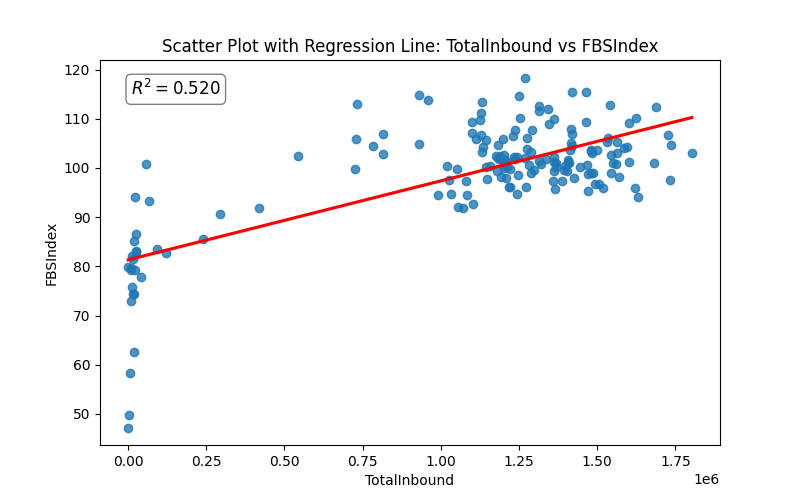 Scatter Plot with Regression Line: TotalInbound vs FBSIndex
R² = 0.520
120
110
100
90
80
70
60
50
FBSIndex
0.00 0.25 0.50 0.75 1.00 1.25 1.50 1.75
1e6
TotalInbound